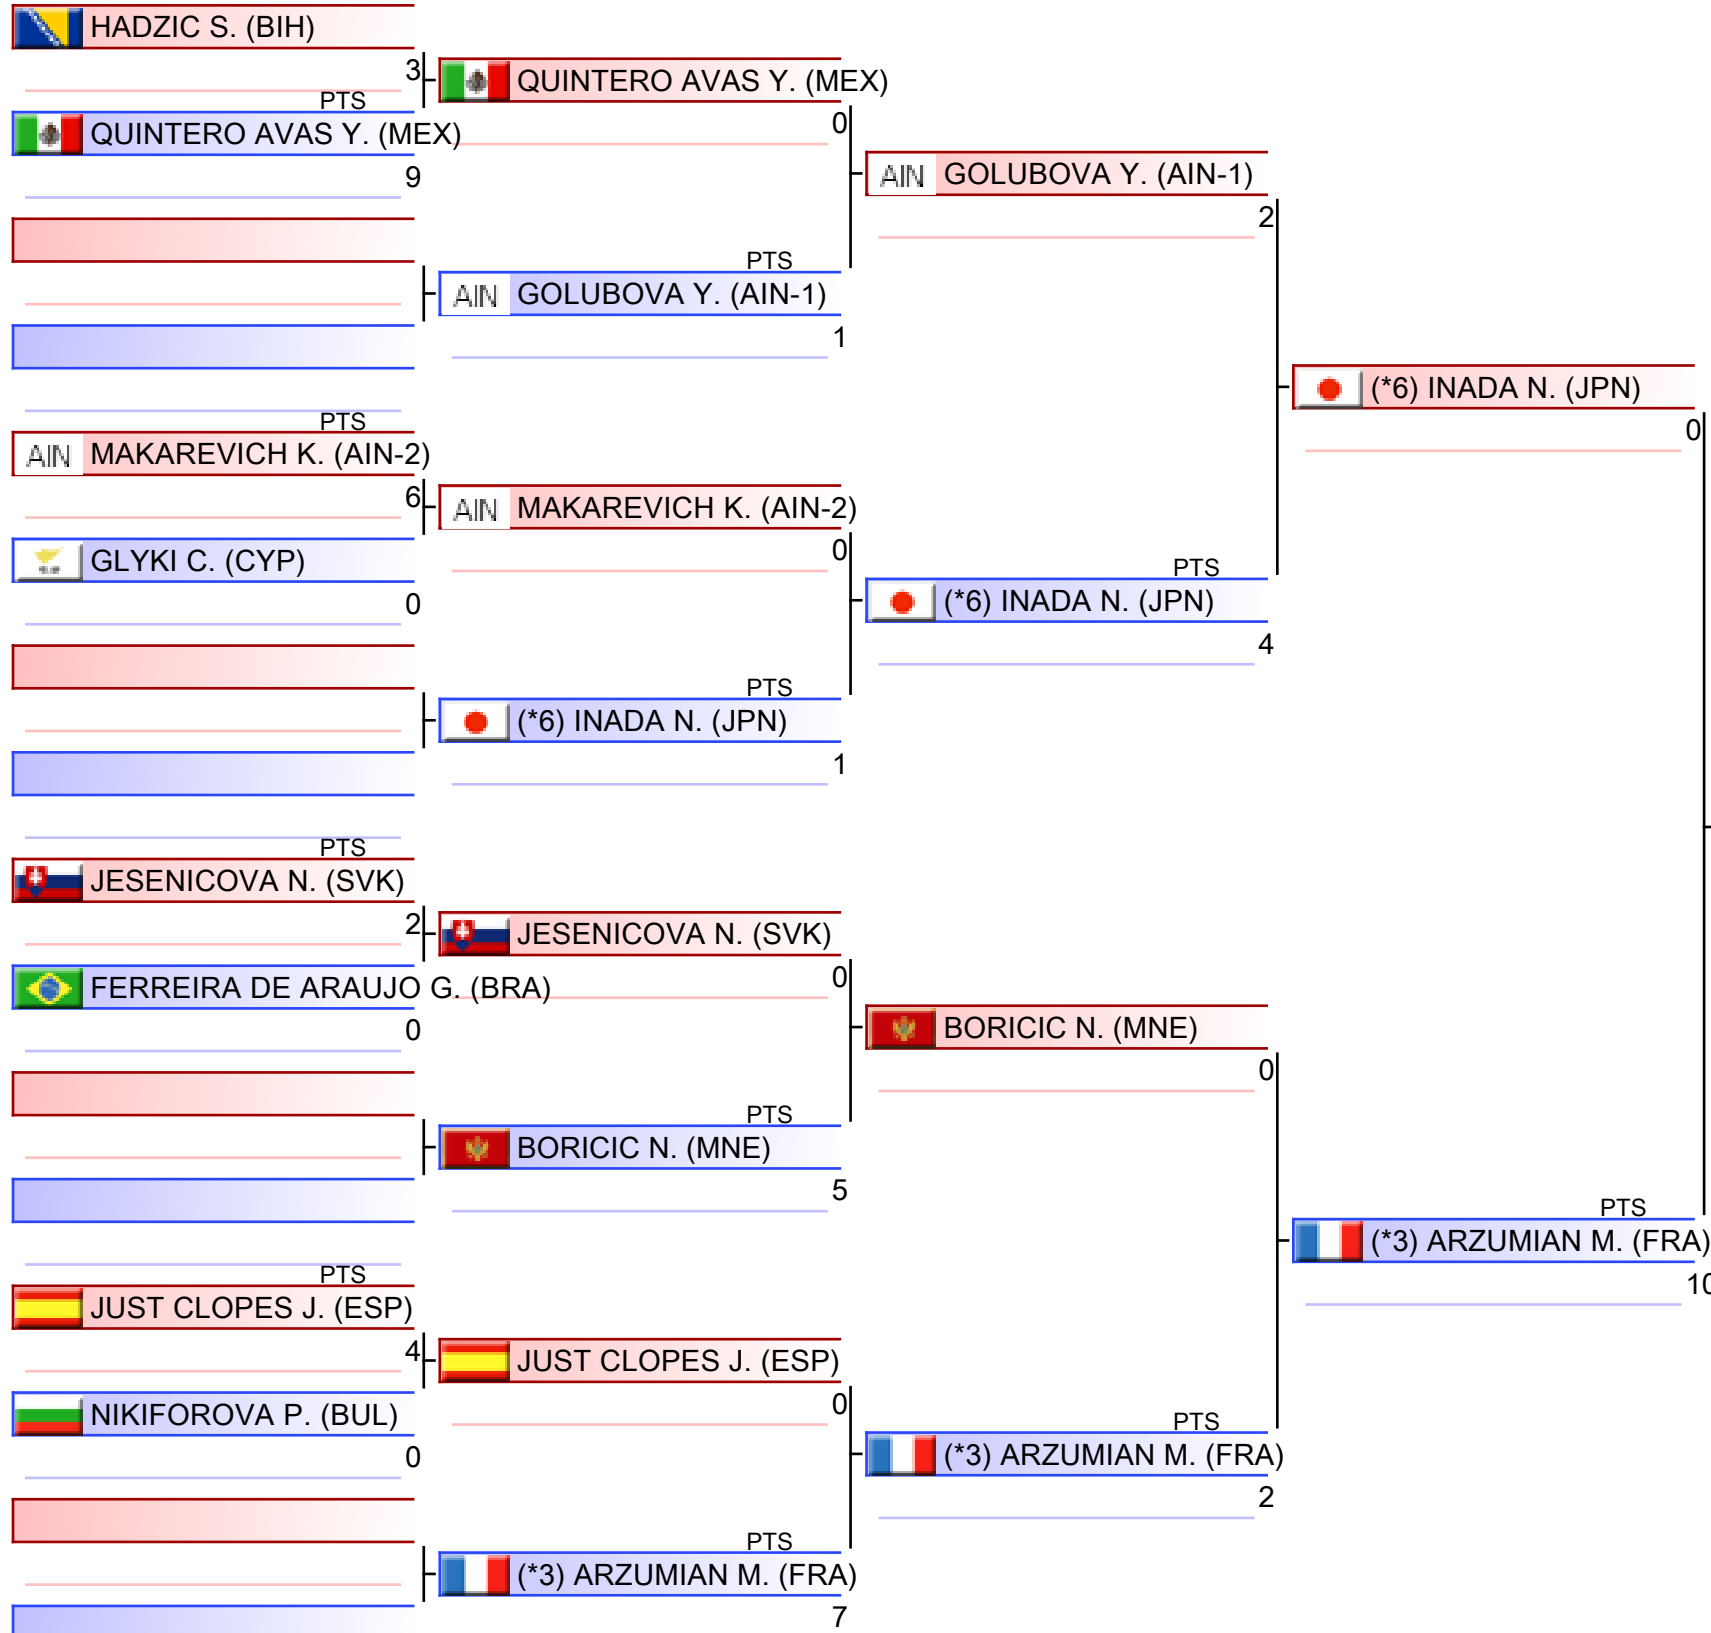 HADZIC S. (BIH)
3
PTS
QUINTERO AVAS Y. (MEX)
9
PTS
AIN MAKAREVICH K. (AIN-2)
6
GLYKI C. (CYP)
0
PTS
JESENICOVA N. (SVK)
2
FERREIRA DE ARAUJO G. (BRA)
0
PTS
JUST CLOPES J. (ESP)
4
NIKIFOROVA P. (BUL)
0
QUINTERO AVAS Y. (MEX)
0
PTS
AIN GOLUBOVA Y. (AIN-1)
1
AIN MAKAREVICH K. (AIN-2)
0
PTS
(*6) INADA N. (JPN)
1
JESENICOVA N. (SVK)
0
PTS
BORICIC N. (MNE)
5
JUST CLOPES J. (ESP)
0
PTS
(*3) ARZUMIAN M. (FRA)
7
AIN GOLUBOVA Y. (AIN-1)
2
PTS
(*6) INADA N. (JPN)
4
BORICIC N. (MNE)
0
PTS
(*3) ARZUMIAN M. (FRA)
2
(*6) INADA N. (JPN)
0
PTS
(*3) ARZUMIAN M. (FRA)
10